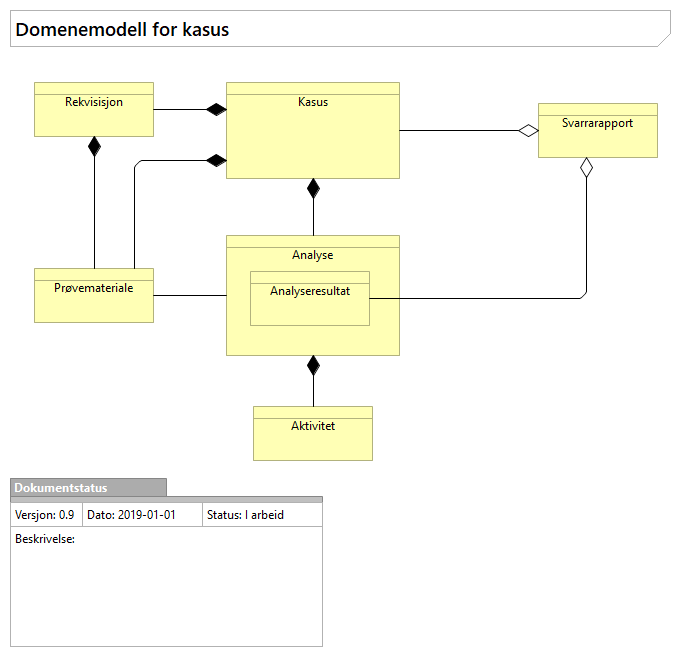 Domenemodell for kasus
Rekvisisjon
Kasus
Svarrarapport
Prøvemateriale
Analyse
Analyseresultat
Aktivitet
Dokumentstatus
Versjon: 0.9 Dato: 2019-01-01 Status: I arbeid
Beskrivelse: